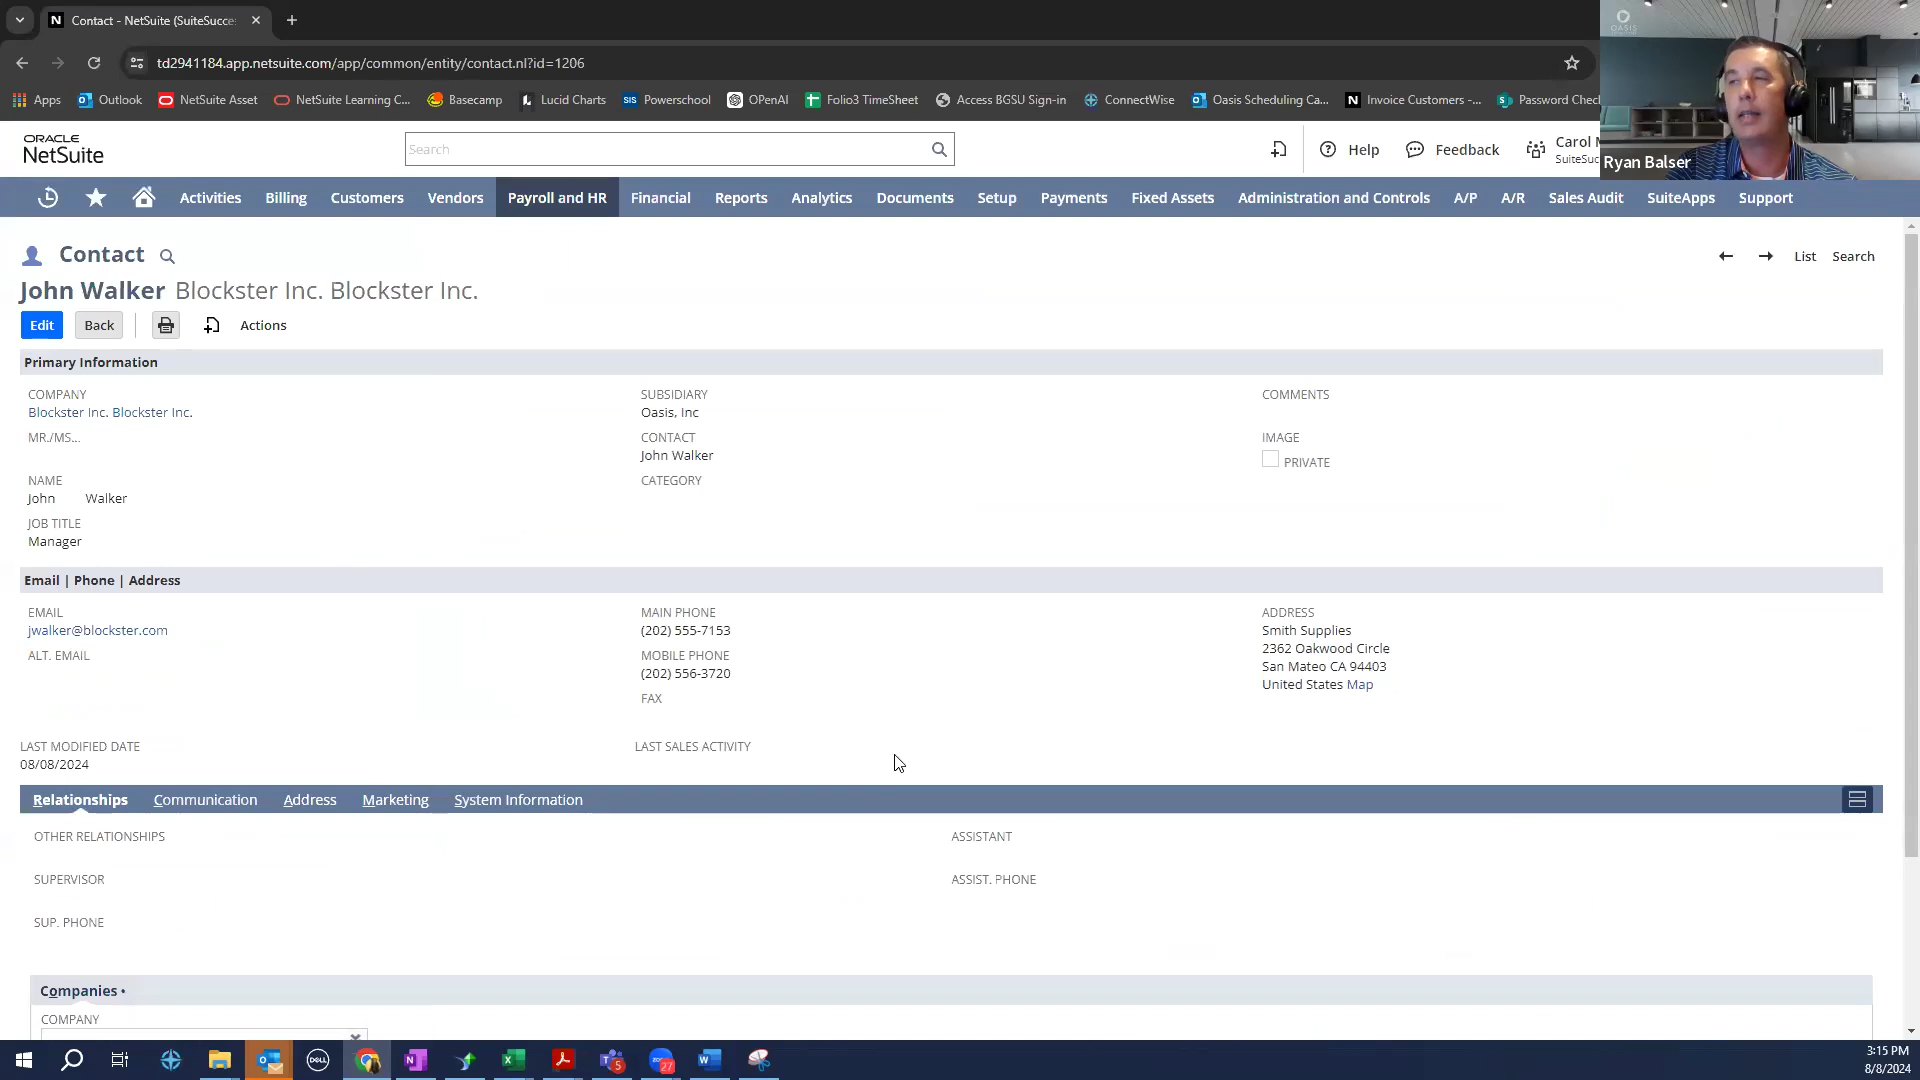 Contact - NetSuite (SuiteSucce
td2941184.app.netsuite.com/app/common/entity/contact.nl?id=1206
Apps Outlook NetSuite Asset NetSuite Learning C... Basecamp Lucid Charts SIS Powerschool OPENAI Folio3 TimeSheet Access BGSU Sign-in ConnectWise Oasis Scheduling Ca... N Invoice Customers -... Password Chec
OASIS
Ryan Balser
ORACLE
NetSuite
Search
Help
Feedback
Carol M
SuiteSuc
Activities Billing Customers Vendors Payroll and HR Financial Reports Analytics Documents Setup Payments Fixed Assets Administration and Controls A/P A/R Sales Audit SuiteApps Support
Contact
List Search
John Walker Blockster Inc. Blockster Inc.
Edit Back Actions
Primary Information
COMPANY
Blockster Inc. Blockster Inc.
MR./MS...
NAME
John Walker
JOB TITLE
Manager
SUBSIDIARY
Oasis, Inc
CONTACT
John Walker
CATEGORY
COMMENTS
IMAGE
PRIVATE
Email | Phone | Address
EMAIL
jwalker@blockster.com
ALT. EMAIL
MAIN PHONE
(202) 555-7153
MOBILE PHONE
(202) 556-3720
FAX
ADDRESS
Smith Supplies
2362 Oakwood Circle
San Mateo CA 94403
United States Map
LAST MODIFIED DATE
08/08/2024
LAST SALES ACTIVITY
Relationships Communication Address Marketing System Information
OTHER RELATIONSHIPS
SUPERVISOR
SUP. PHONE
ASSISTANT
ASSIST. PHONE
Companies •
COMPANY
DELL
27
3:15 PM
8/8/2024